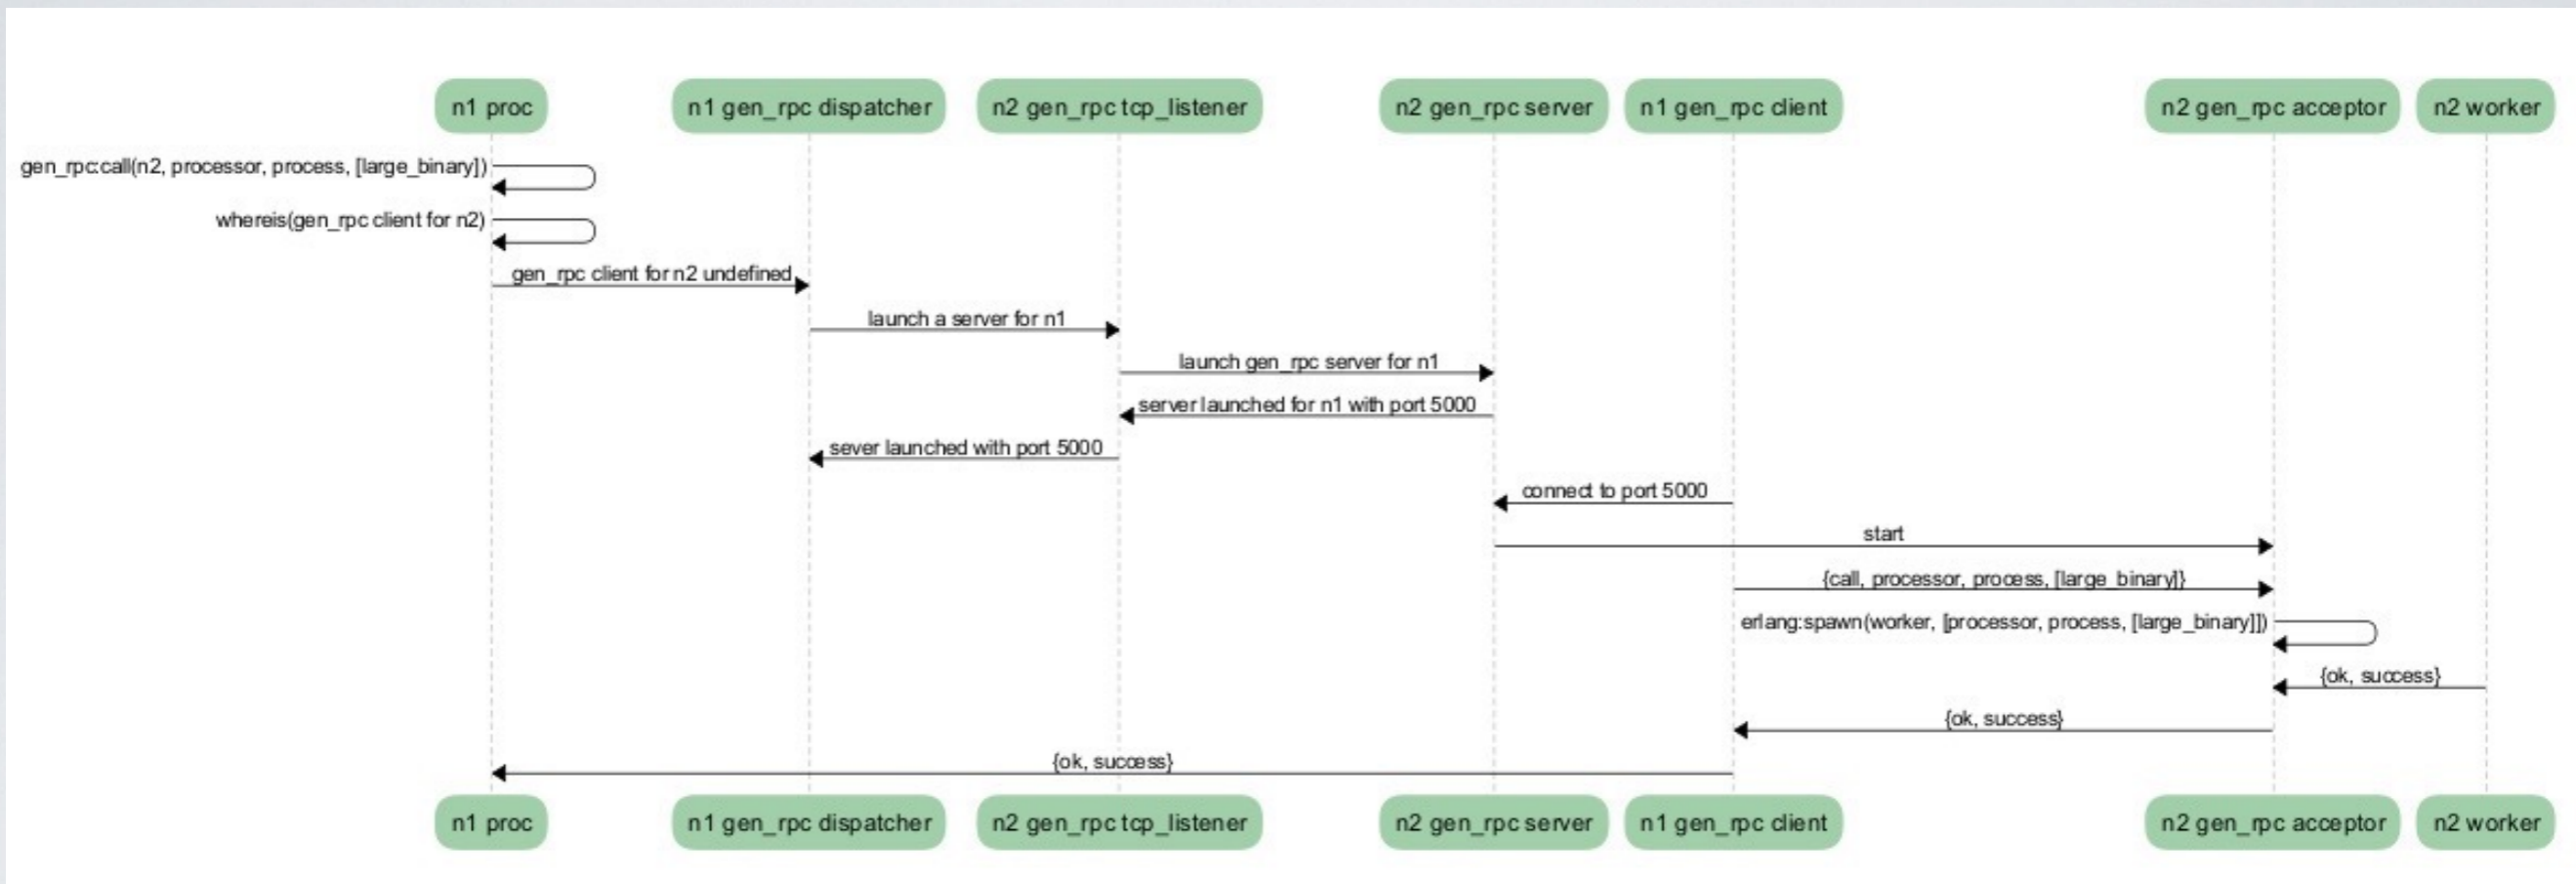 n1 proc
n1 gen_rpc dispatcher
n2 gen_rpc tcp_listener
n2 gen_rpc server
n1 gen_rpc client
n2 gen_rpc acceptor
n2 worker
gen_rpc:call(n2, processor, process, [large_binary])
whereis(gen_rpc client for n2)
gen_rpc client for n2 undefined
launch a server for n1
launch gen_rpc server for n1
server launched for n1 with port 5000
sever launched with port 5000
connect to port 5000
start
{call, processor, process, [large_binary]}
erlang:spawn(worker, [processor, process, [large_binary]])
{ok, success}
{ok, success}
{ok, success}
n1 proc
n1 gen_rpc dispatcher
n2 gen_rpc tcp_listener
n2 gen_rpc server
n1 gen_rpc client
n2 gen_rpc acceptor
n2 worker